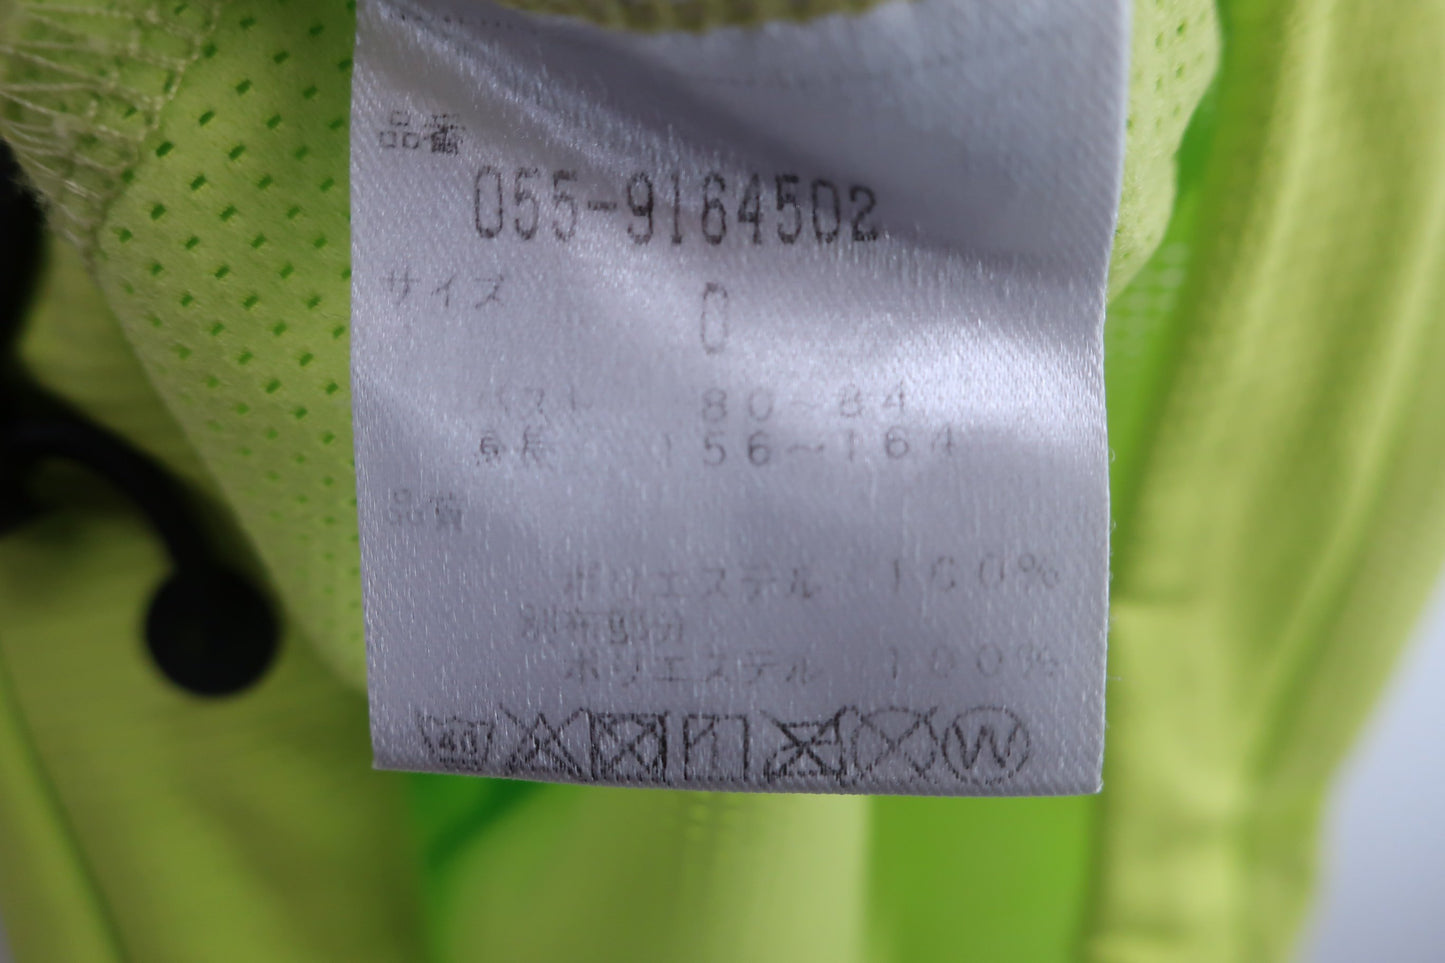 品番
055-9164502
サイズ 0
バスト 80~84
身長 156~164
品質
ポリエステル 100%
別布部分
ポリエステル 100%
40 W